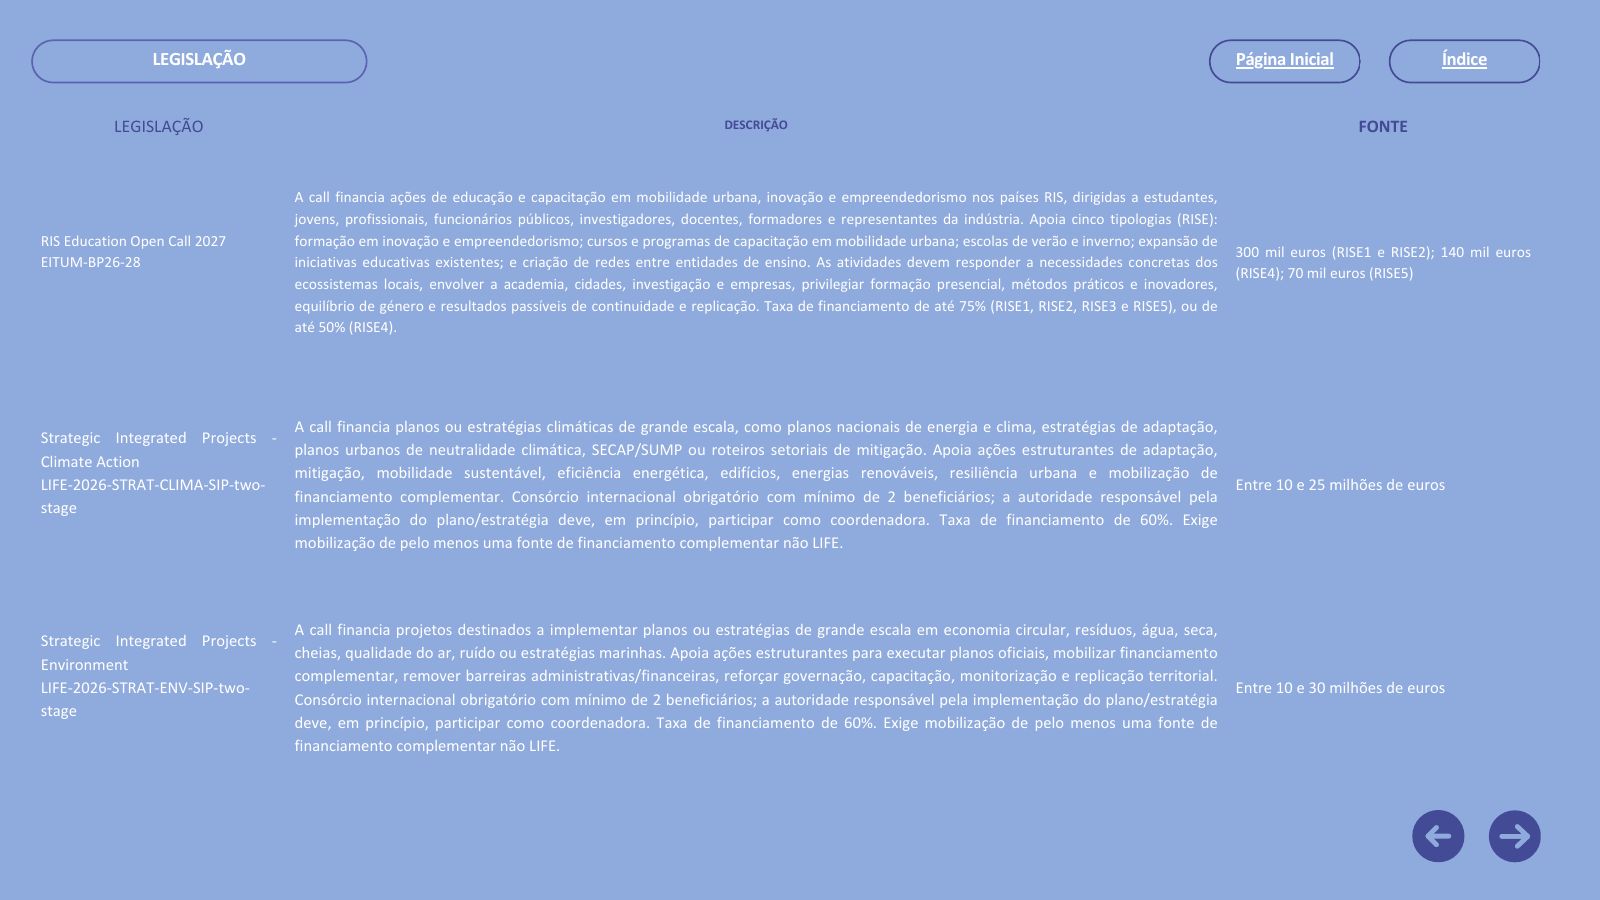 LEGISLAÇÃO
Página Inicial
Índice
LEGISLAÇÃO
DESCRIÇÃO
FONTE
RIS Education Open Call 2027
EITUM-BP26-28
A call financia ações de educação e capacitação em mobilidade urbana, inovação e empreendedorismo nos países RIS, dirigidas a estudantes,
jovens, profissionais, funcionários públicos, investigadores, docentes, formadores e representantes da indústria. Apoia cinco tipologias (RISE):
formação em inovação e empreendedorismo; cursos e programas de capacitação em mobilidade urbana; escolas de verão e inverno; expansão de
iniciativas educativas existentes; e criação de redes entre entidades de ensino. As atividades devem responder a necessidades concretas dos
ecossistemas locais, envolver a academia, cidades, investigação e empresas, privilegiar formação presencial, métodos práticos e inovadores,
equilíbrio de género e resultados passíveis de continuidade e replicação. Taxa de financiamento de até 75% (RISE1, RISE2, RISE3 e RISE5), ou de
até 50% (RISE4).
300 mil euros (RISE1 e RISE2); 140 mil euros
(RISE4); 70 mil euros (RISE5)
Strategic Integrated Projects -
Climate Action
LIFE-2026-STRAT-CLIMA-SIP-two-
stage
A call financia planos ou estratégias climáticas de grande escala, como planos nacionais de energia e clima, estratégias de adaptação,
planos urbanos de neutralidade climática, SECAP/SUMP ou roteiros setoriais de mitigação. Apoia ações estruturantes de adaptação,
mitigação, mobilidade sustentável, eficiência energética, edifícios, energias renováveis, resiliência urbana e mobilização de
financiamento complementar. Consórcio internacional obrigatório com mínimo de 2 beneficiários; a autoridade responsável pela
implementação do plano/estratégia deve, em princípio, participar como coordenadora. Taxa de financiamento de 60%. Exige
mobilização de pelo menos uma fonte de financiamento complementar não LIFE.
Entre 10 e 25 milhões de euros
Strategic Integrated Projects -
Environment
LIFE-2026-STRAT-ENV-SIP-two-
stage
A call financia projetos destinados a implementar planos ou estratégias de grande escala em economia circular, resíduos, água, seca,
cheias, qualidade do ar, ruído ou estratégias marinhas. Apoia ações estruturantes para executar planos oficiais, mobilizar financiamento
complementar, remover barreiras administrativas/financeiras, reforçar governação, capacitação, monitorização e replicação territorial.
Consórcio internacional obrigatório com mínimo de 2 beneficiários; a autoridade responsável pela implementação do plano/estratégia
deve, em princípio, participar como coordenadora. Taxa de financiamento de 60%. Exige mobilização de pelo menos uma fonte de
financiamento complementar não LIFE.
Entre 10 e 30 milhões de euros